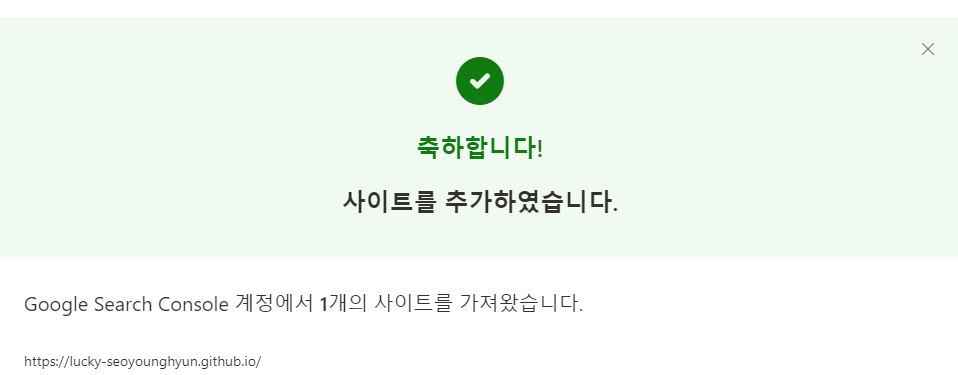 축하합니다!
사이트를 추가하였습니다.
Google Search Console 계정에서 1개의 사이트를 가져왔습니다.
https://lucky-seoyounghyun.github.io/